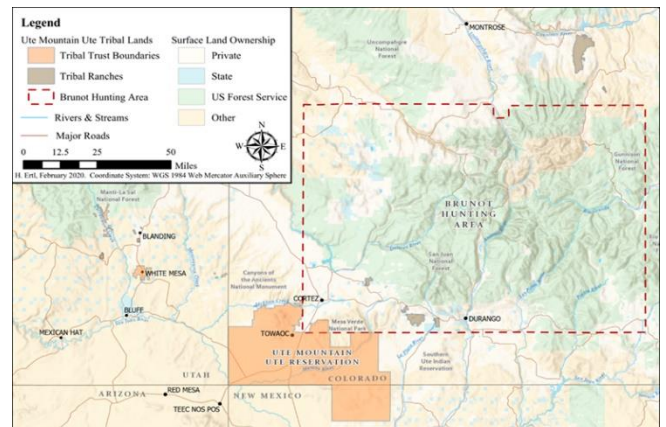 Legend
Ute Mountain Ute Tribal Lands
Tribal Trust Boundaries
Tribal Ranches
Brunot Hunting Area
Rivers & Streams
Major Roads
Surface Land Ownership
Private
State
US Forest Service
Other
0 12.5 25 50
Miles
N
W E
S
H. Ertl, February 2020. Coordinate System: WGS 1984 Web Mercator Auxiliary Sphere
MONTROSE
Uncompahgre
National
Forest
Gunnison
National
Forest
Manti-La Sal
National Forest
BRUNOT
HUNTING
AREA
BLANDING
San Juan
National
Forest
WHITE MESA
Canyons of
the Ancients
National Monument
CORTEZ
BLUFF
DURANGO
MEXICAN HAT
TOWAOC
Mesa Verde
National Park
UTE MOUNTAIN
UTE RESERVATION
Southern
Ute Indian
Reservation
UTAH
COLORADO
ARIZONA
RED MESA
NEW MEXICO
TEEC NOS POS